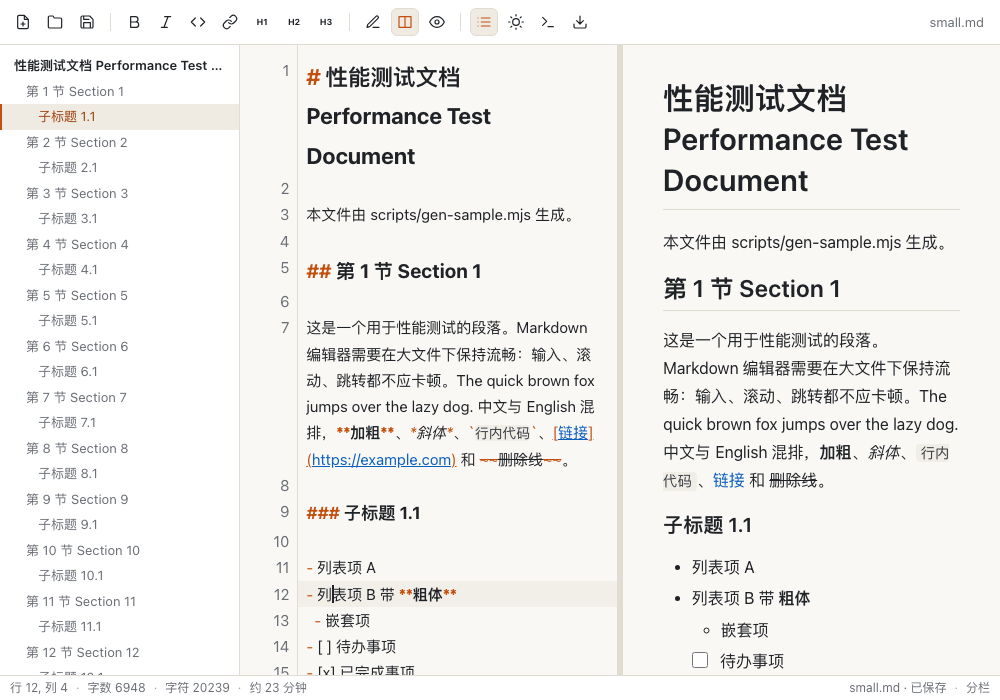 B I H1 H2 H3 small.md
性能测试文档 Performance Test ...
第 1 节 Section 1
子标题 1.1
第 2 节 Section 2
子标题 2.1
第 3 节 Section 3
子标题 3.1
第 4 节 Section 4
子标题 4.1
第 5 节 Section 5
子标题 5.1
第 6 节 Section 6
子标题 6.1
第 7 节 Section 7
子标题 7.1
第 8 节 Section 8
子标题 8.1
第 9 节 Section 9
子标题 9.1
第 10 节 Section 10
子标题 10.1
第 11 节 Section 11
子标题 11.1
第 12 节 Section 12
1 # 性能测试文档
Performance Test
Document
2
3 本文件由 scripts/gen-sample.mjs 生成。
4
5 ## 第 1 节 Section 1
6
7 这是一个用于性能测试的段落。Markdown
编辑器需要在大文件下保持流�：输入、滚
动、跳转都不应卡顿。The quick brown fox
jumps over the lazy dog. 中文与 English 混
排，**加粗**、*斜体*、`行内代码`、[链接]
(https://example.com) 和 ~~删除线~~。
8
9 ### 子标题 1.1
10
11 - 列表项 A
12 - 列表项 B 带 **粗体**
13 - 嵌套项
14 - [ ] 待办事项
15 - [x] 已完成事项
性能测试文档
Performance Test
Document
本文件由 scripts/gen-sample.mjs 生成。
第 1 节 Section 1
这是一个用于性能测试的段落。
Markdown 编辑器需要在大文件下保持流
畅：输入、滚动、跳转都不应卡顿。The
quick brown fox jumps over the lazy dog.
中文与 English 混排，加粗、斜体、行内
代码、链接 和 删除线。
子标题 1.1
• 列表项 A
• 列表项 B 带 粗体
◦ 嵌套项
待办事项
行 12, 列 4 · 字数 6948 · 字符 20239 · 约 23 分钟
small.md · 已保存 · 分栏